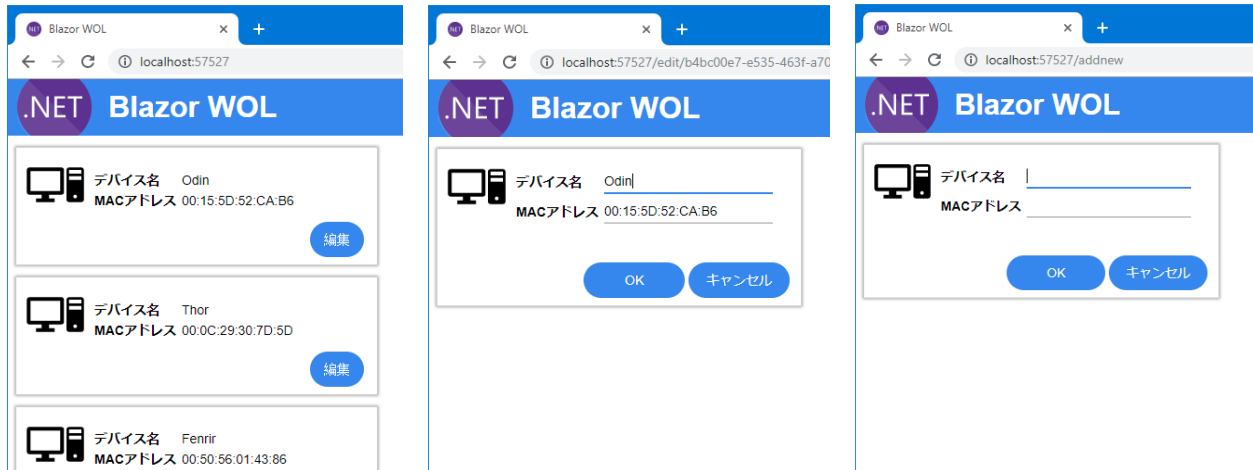 Blazor WOL
localhost:57527
.NET Blazor WOL
デバイス名 Odin
MACアドレス 00:15:5D:52:CA:B6
編集
デバイス名 Thor
MACアドレス 00:0C:29:30:7D:5D
編集
デバイス名 Fenrir
MACアドレス 00:50:56:01:43:86
Blazor WOL
localhost:57527/edit/b4bc00e7-e535-463f-a70
.NET Blazor WOL
デバイス名 Odin
MACアドレス 00:15:5D:52:CA:B6
OK キャンセル
Blazor WOL
localhost:57527/addnew
.NET Blazor WOL
デバイス名
MACアドレス
OK キャンセル